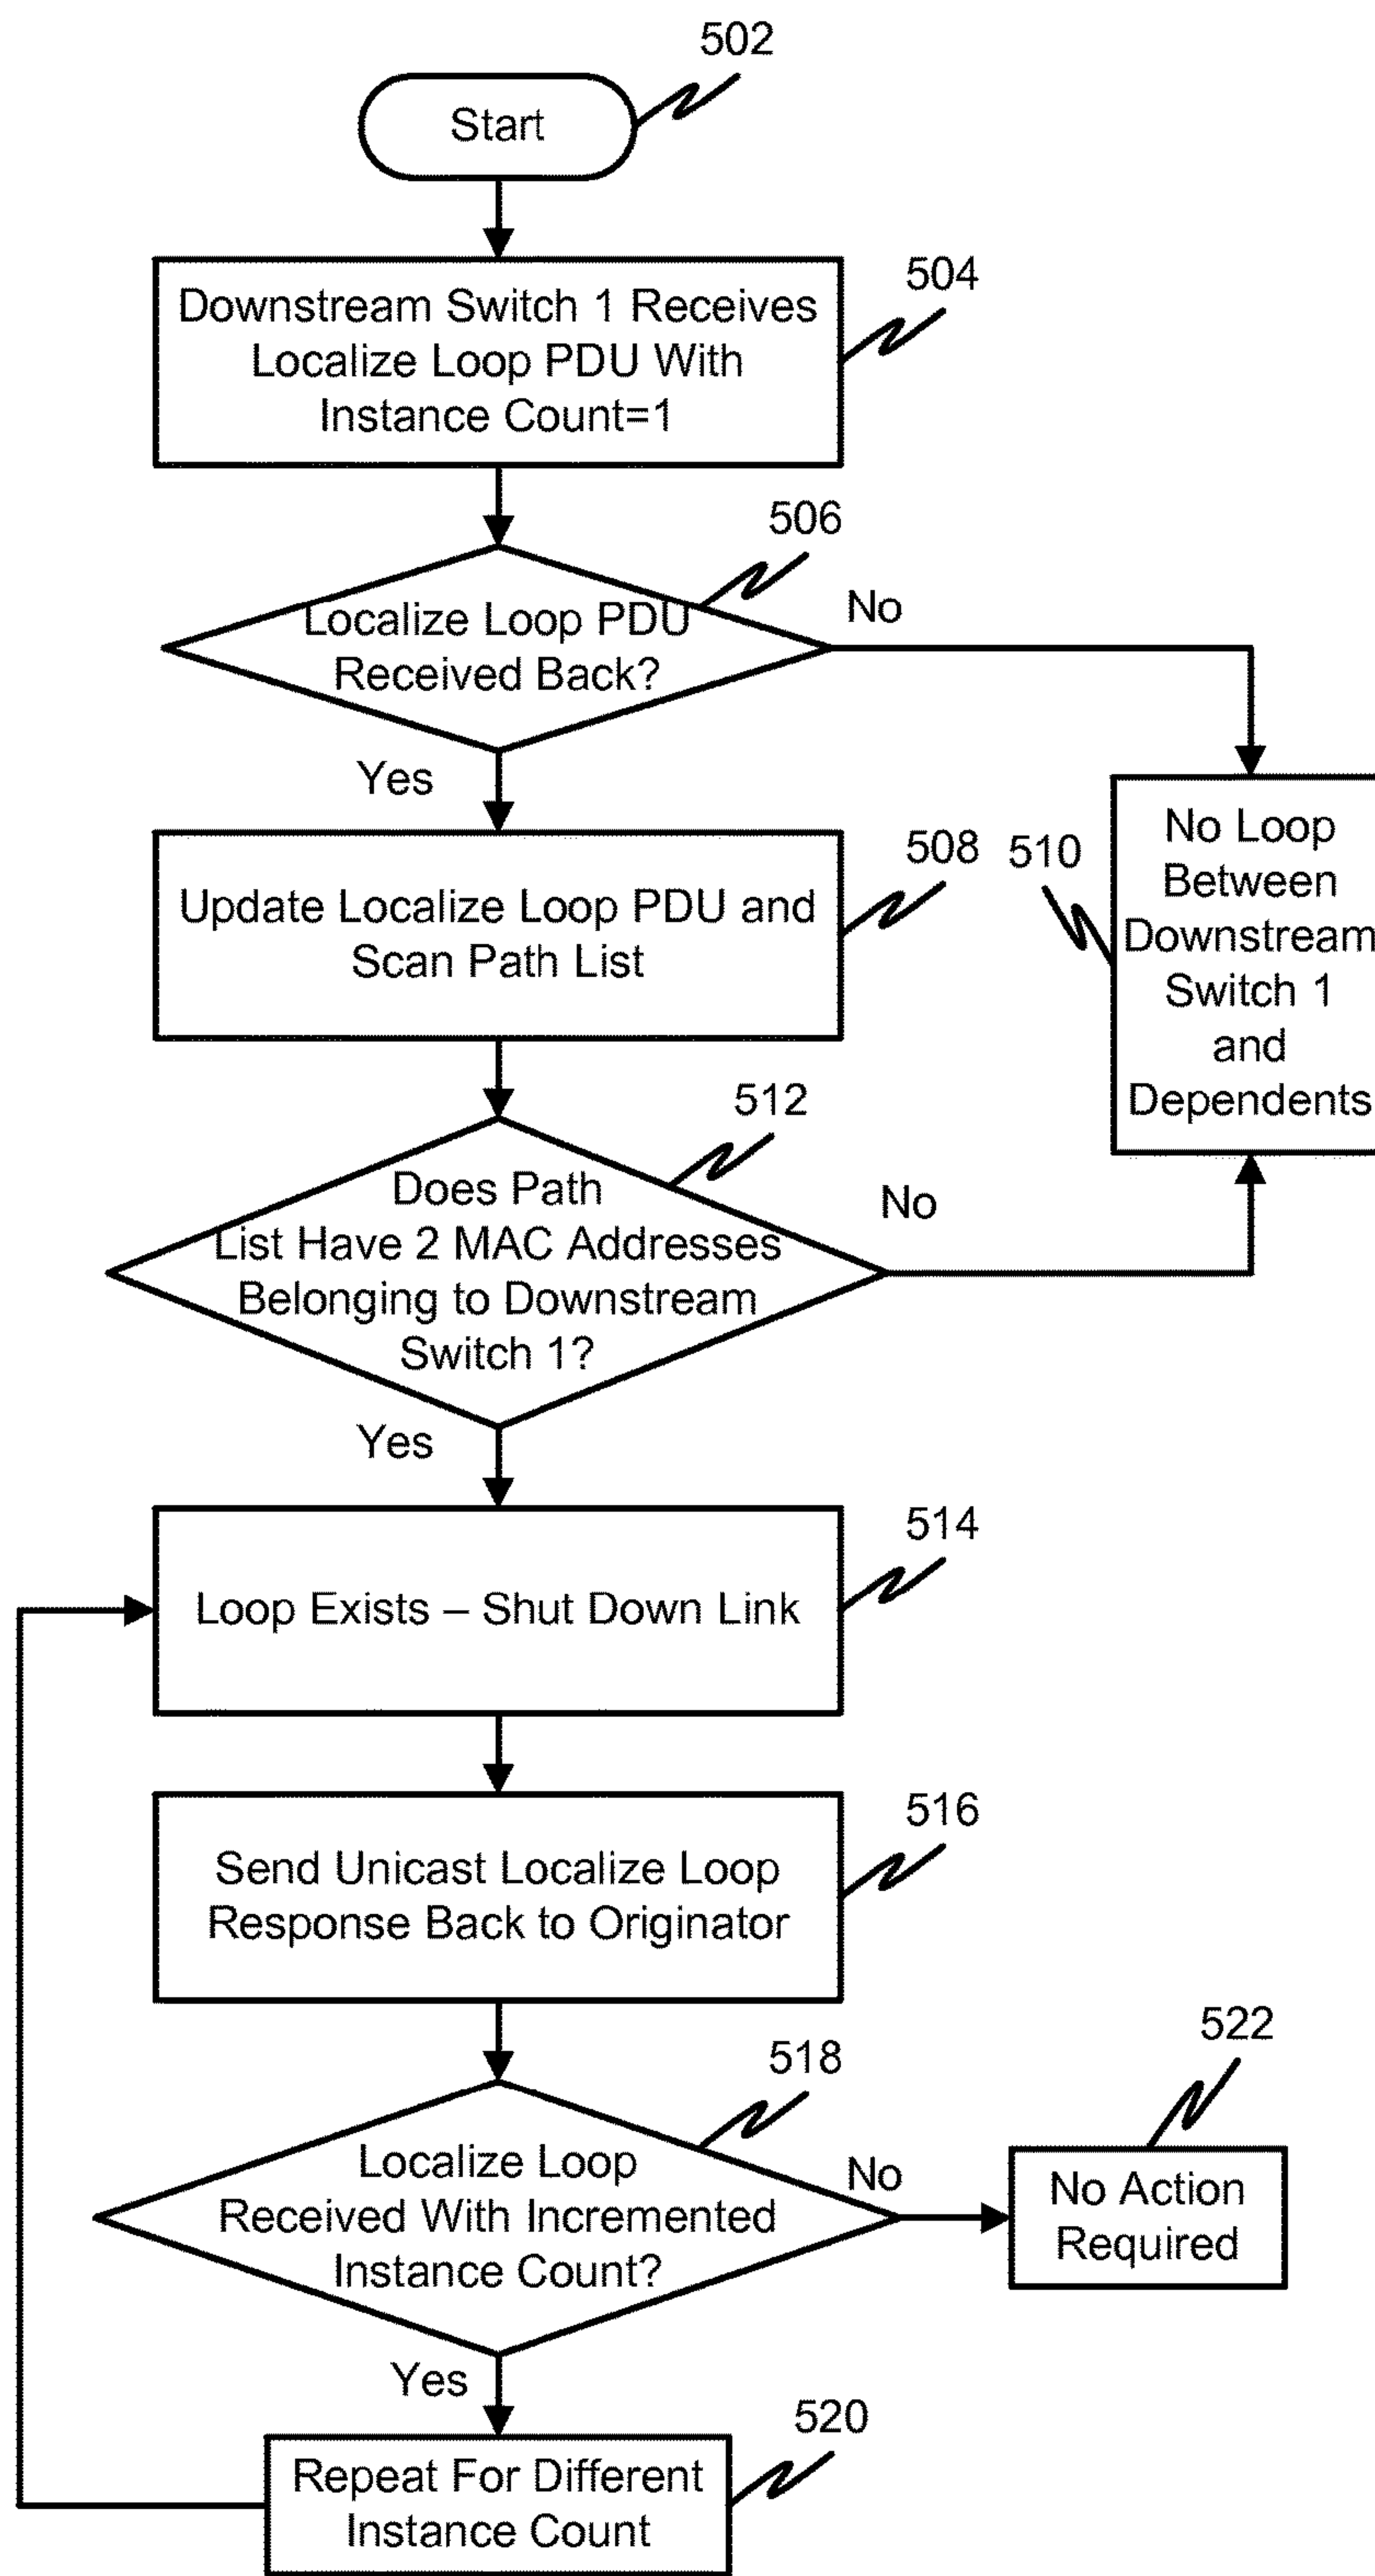 502
Start
504
Downstream Switch 1 Receives
Localize Loop PDU With
Instance Count=1
506
Localize Loop PDU
Received Back?
No
Yes
508
Update Localize Loop PDU and
Scan Path List
510
No Loop
Between
Downstream
Switch 1
and
Dependents
512
Does Path
List Have 2 MAC Addresses
Belonging to Downstream
Switch 1?
No
Yes
514
Loop Exists – Shut Down Link
516
Send Unicast Localize Loop
Response Back to Originator
518
Localize Loop
Received With Incremented
Instance Count?
No
522
No Action
Required
Yes
520
Repeat For Different
Instance Count